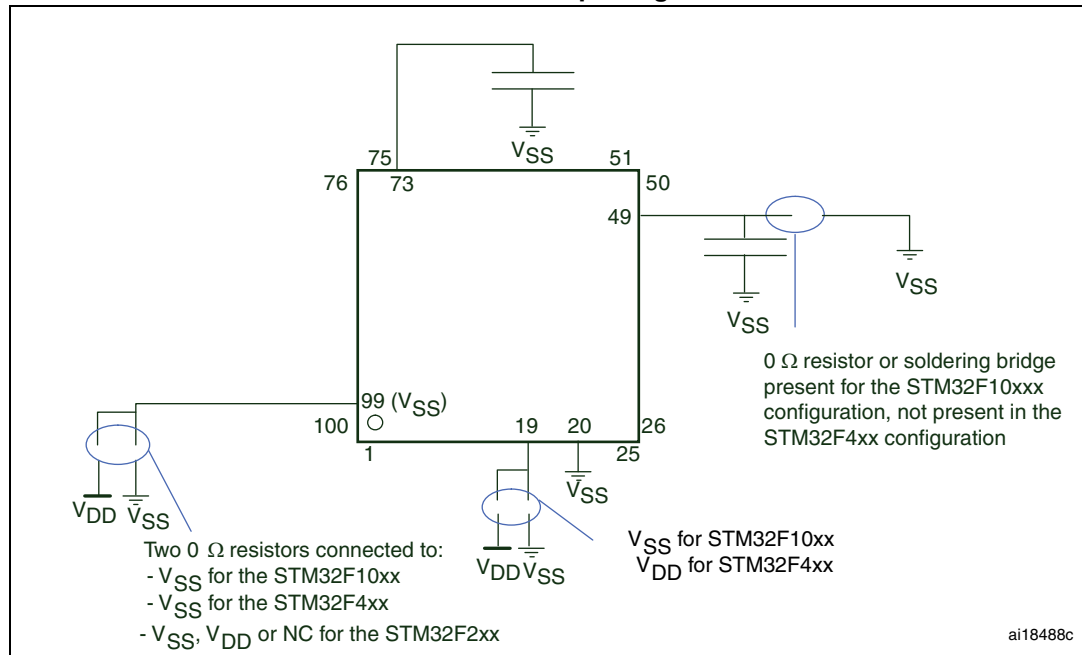 VSS
75
51
76
73
50
49
VSS
VSS
0 Ω resistor or soldering bridge
present for the STM32F10xxx
configuration, not present in the
STM32F4xx configuration
99 (VSS)
100
19
20
26
1
25
VSS
VDD VSS
Two 0 Ω resistors connected to:
- VSS for the STM32F10xx
- VSS for the STM32F4xx
- VSS, VDD or NC for the STM32F2xx
VDD VSS
VSS for STM32F10xx
VDD for STM32F4xx
ai18488c